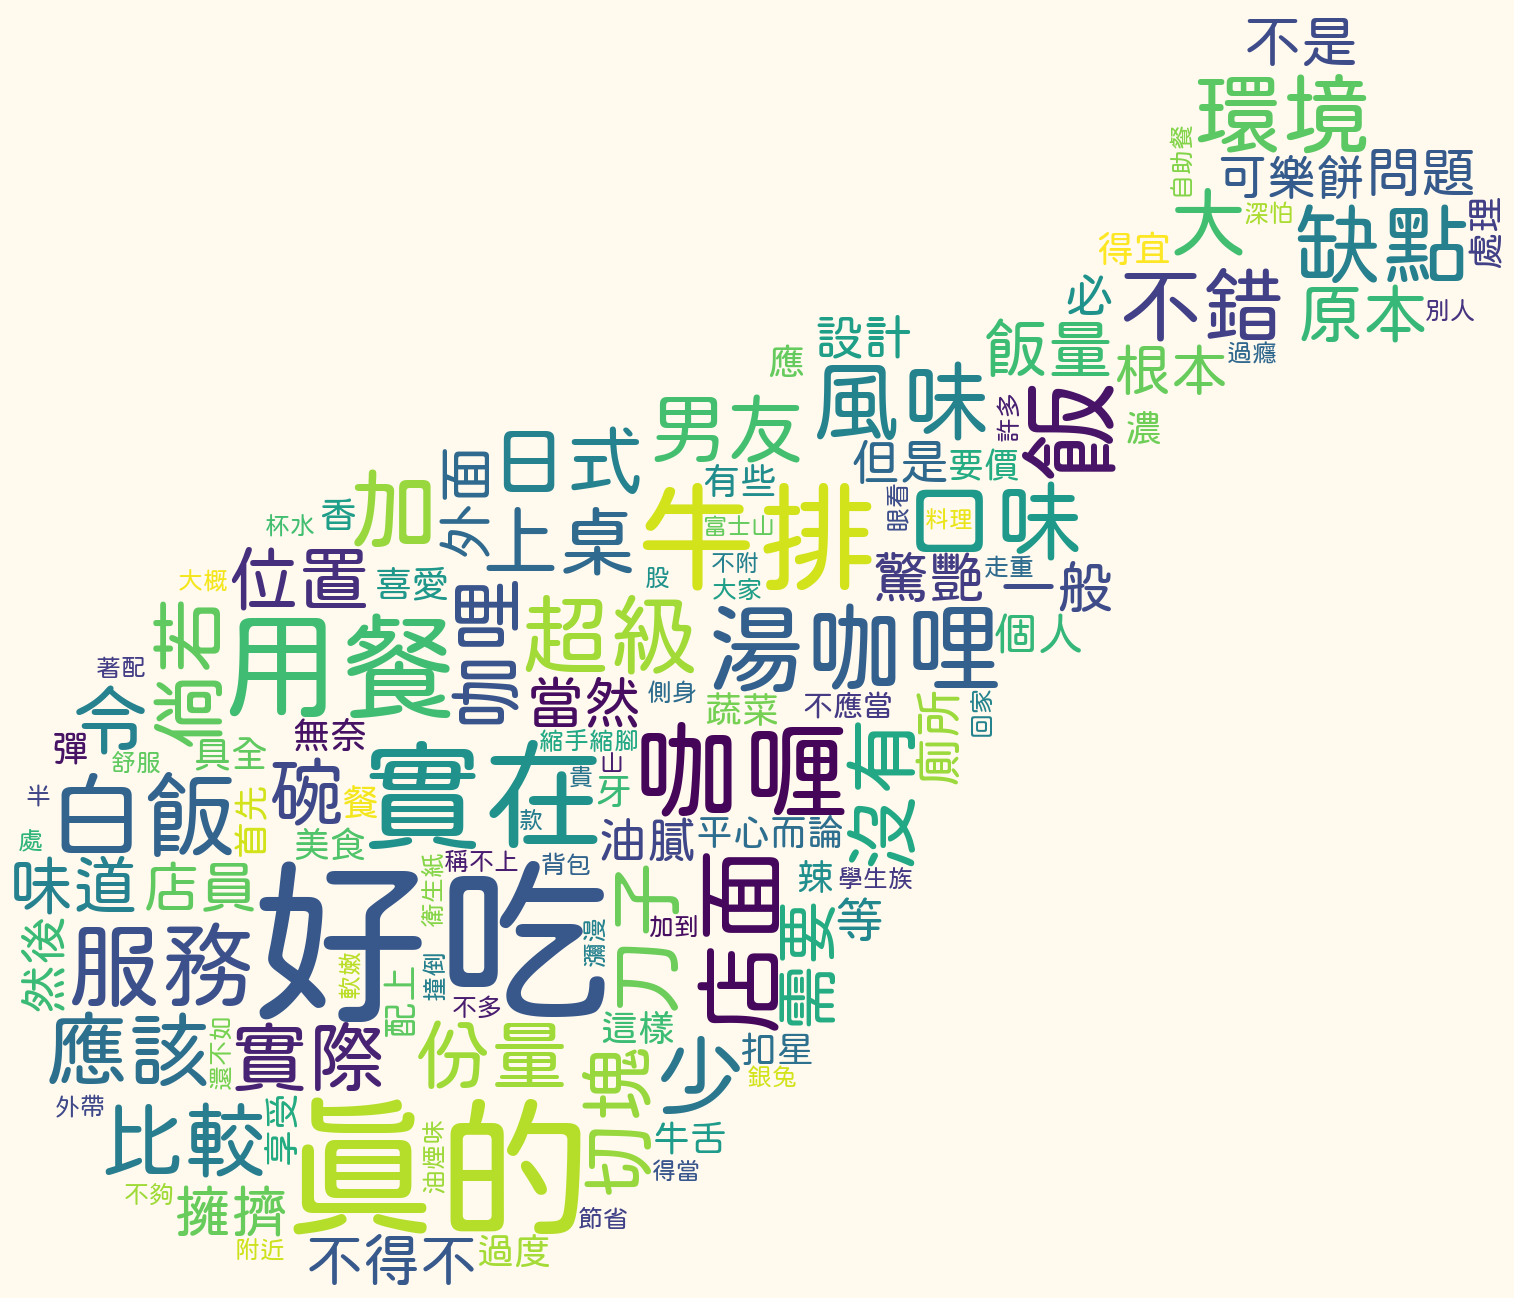 不是
環境
自助餐
可樂餅
問題
大
深怕
缺點
處理
得宜
必
不錯
原本
別人
設計
應
飯量
根本
過癮
風味
男友
許多
飯
濃
日式
外面
加
香
杯水
有些
但是
要價
上桌
牛排
富士山
眼看
口味
料理
位置
大概
喜愛
股
不附
大家
驚艷
走重
一般
倘若
用餐
咖哩
超級
湯咖哩
個人
著配
令
當然
側身
蔬菜
不應當
回家
廁所
彈
舒服
具全
無奈
縮手縮腳
山
咖喱
沒有
半
白飯
首先
碗
餐
實在
貴
牙
款
處
美食
油膩
平心而論
味道
店員
稱不上
背包
辣
學生族
好吃
衛生紙
刀子
加到
店面
需要
等
然後
服務
軟嫩
配上
撞倒
瀰漫
不多
這樣
應該
還不如
實際
份量
切塊
少
扣星
銀兔
外帶
比較
享受
真的
油煙味
牛舌
得當
不夠
擁擠
節省
附近
不得不
過度